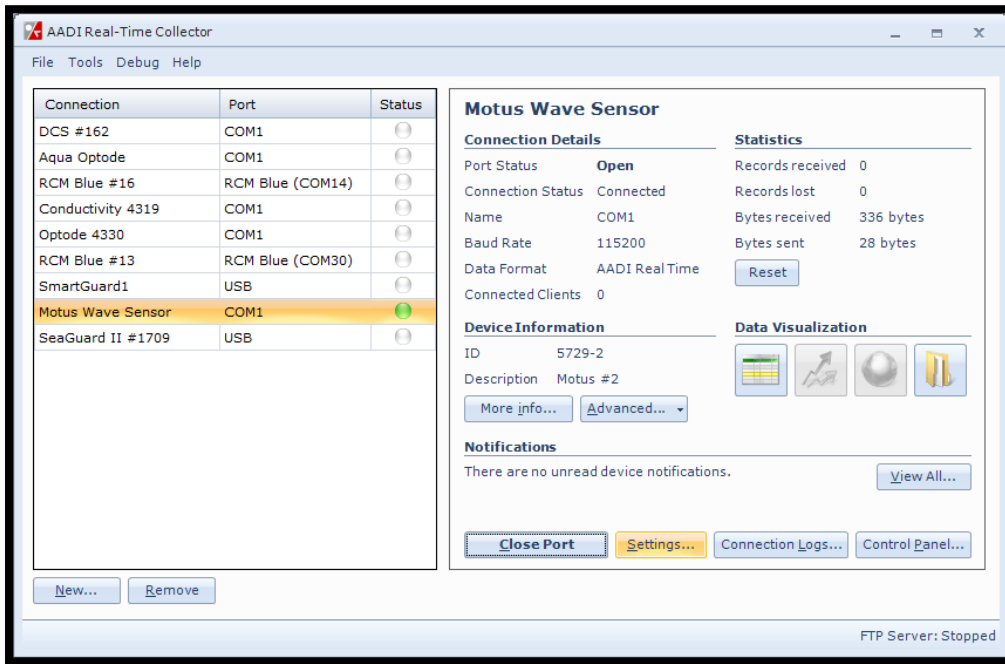 AADI Real-Time Collector
File Tools Debug Help
Connection Port Status
DCS #162 COM1
Aqua Optode COM1
RCM Blue #16 RCM Blue (COM14)
Conductivity 4319 COM1
Optode 4330 COM1
RCM Blue #13 RCM Blue (COM30)
SmartGuard1 USB
Motus Wave Sensor COM1
SeaGuard II #1709 USB
New... Remove
Motus Wave Sensor
Connection Details
Port Status Open
Connection Status Connected
Name COM1
Baud Rate 115200
Data Format AADI Real Time
Connected Clients 0
Statistics
Records received 0
Records lost 0
Bytes received 336 bytes
Bytes sent 28 bytes
Reset
Device Information
ID 5729-2
Description Motus #2
More info... Advanced...
Data Visualization
Notifications
There are no unread device notifications.
View All...
Close Port Settings... Connection Logs... Control Panel...
FTP Server: Stopped